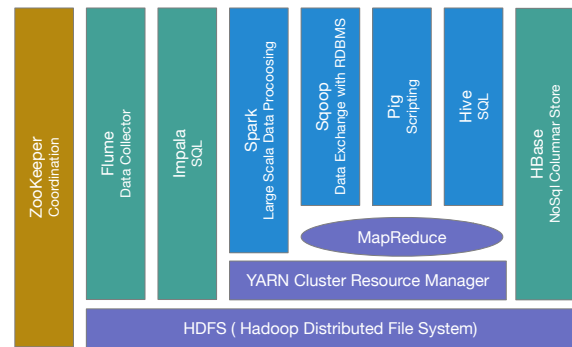 ZooKeeper
Coordination
Flume
Data Collector
Impala
SQL
Spark
Large Scala Data Procoosing
Sqoop
Data Exchange with RDBMS
Pig
Scripting
Hive
SQL
HBase
NoSql Columnar Store
MapReduce
YARN Cluster Resource Manager
HDFS ( Hadoop Distributed File System)